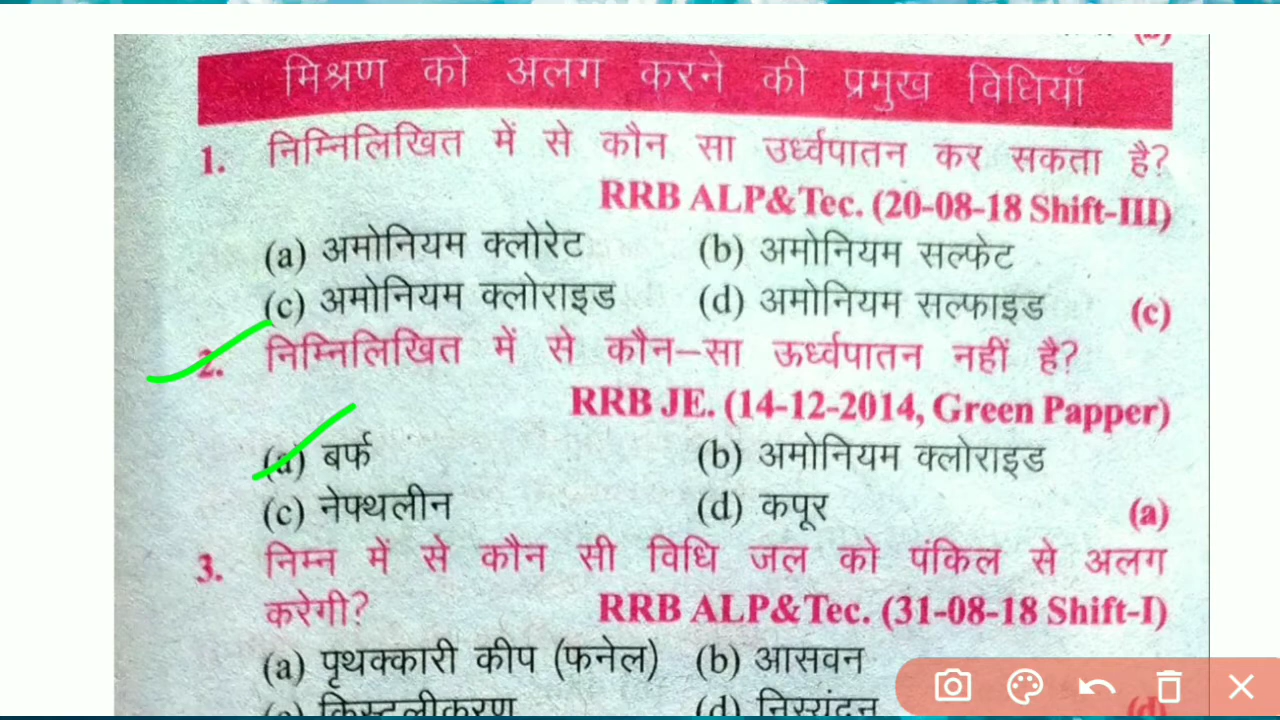 मिश्रण को अलग करने की प्रमुख विधियाँ
1. निम्निलिखित में से कौन सा उर्ध्वपातन कर सकता है?
RRB ALP&Tec. (20-08-18 Shift-III)
(a) अमोनियम क्लोरेट (b) अमोनियम सल्फेट
(c) अमोनियम क्लोराइड (d) अमोनियम सल्फाइड (c)
2. निम्निलिखित में से कौन–सा ऊर्ध्वपातन नहीं है?
RRB JE. (14-12-2014, Green Papper)
(a) बर्फ (b) अमोनियम क्लोराइड
(c) नेफ्थलीन (d) कपूर (a)
3. निम्न में से कौन सी विधि जल को पंकिल से अलग
करेगी? RRB ALP&Tec. (31-08-18 Shift-I)
(a) पृथक्कारी कीप (फनेल) (b) आसवन
(c) क्रिस्टलीकरण (d) निस्यंदन (d)